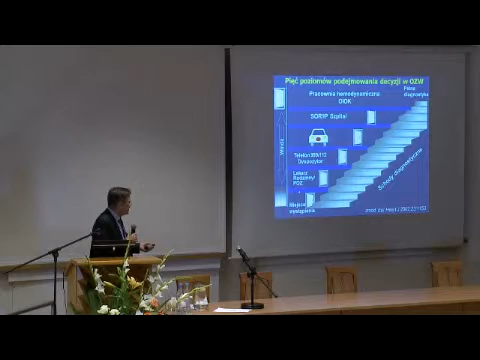 Pięć poziomów podejmowania decyzji w OZW
Pracownia hemodynamiczna
OIOK
Pełna
diagnostyka
SOR/IP Szpital
Telefon 999/112
Dyspozytor
Lekarz
Rodzinny/
POZ
Miejsce
zachorowania
Schody diagnostyczne